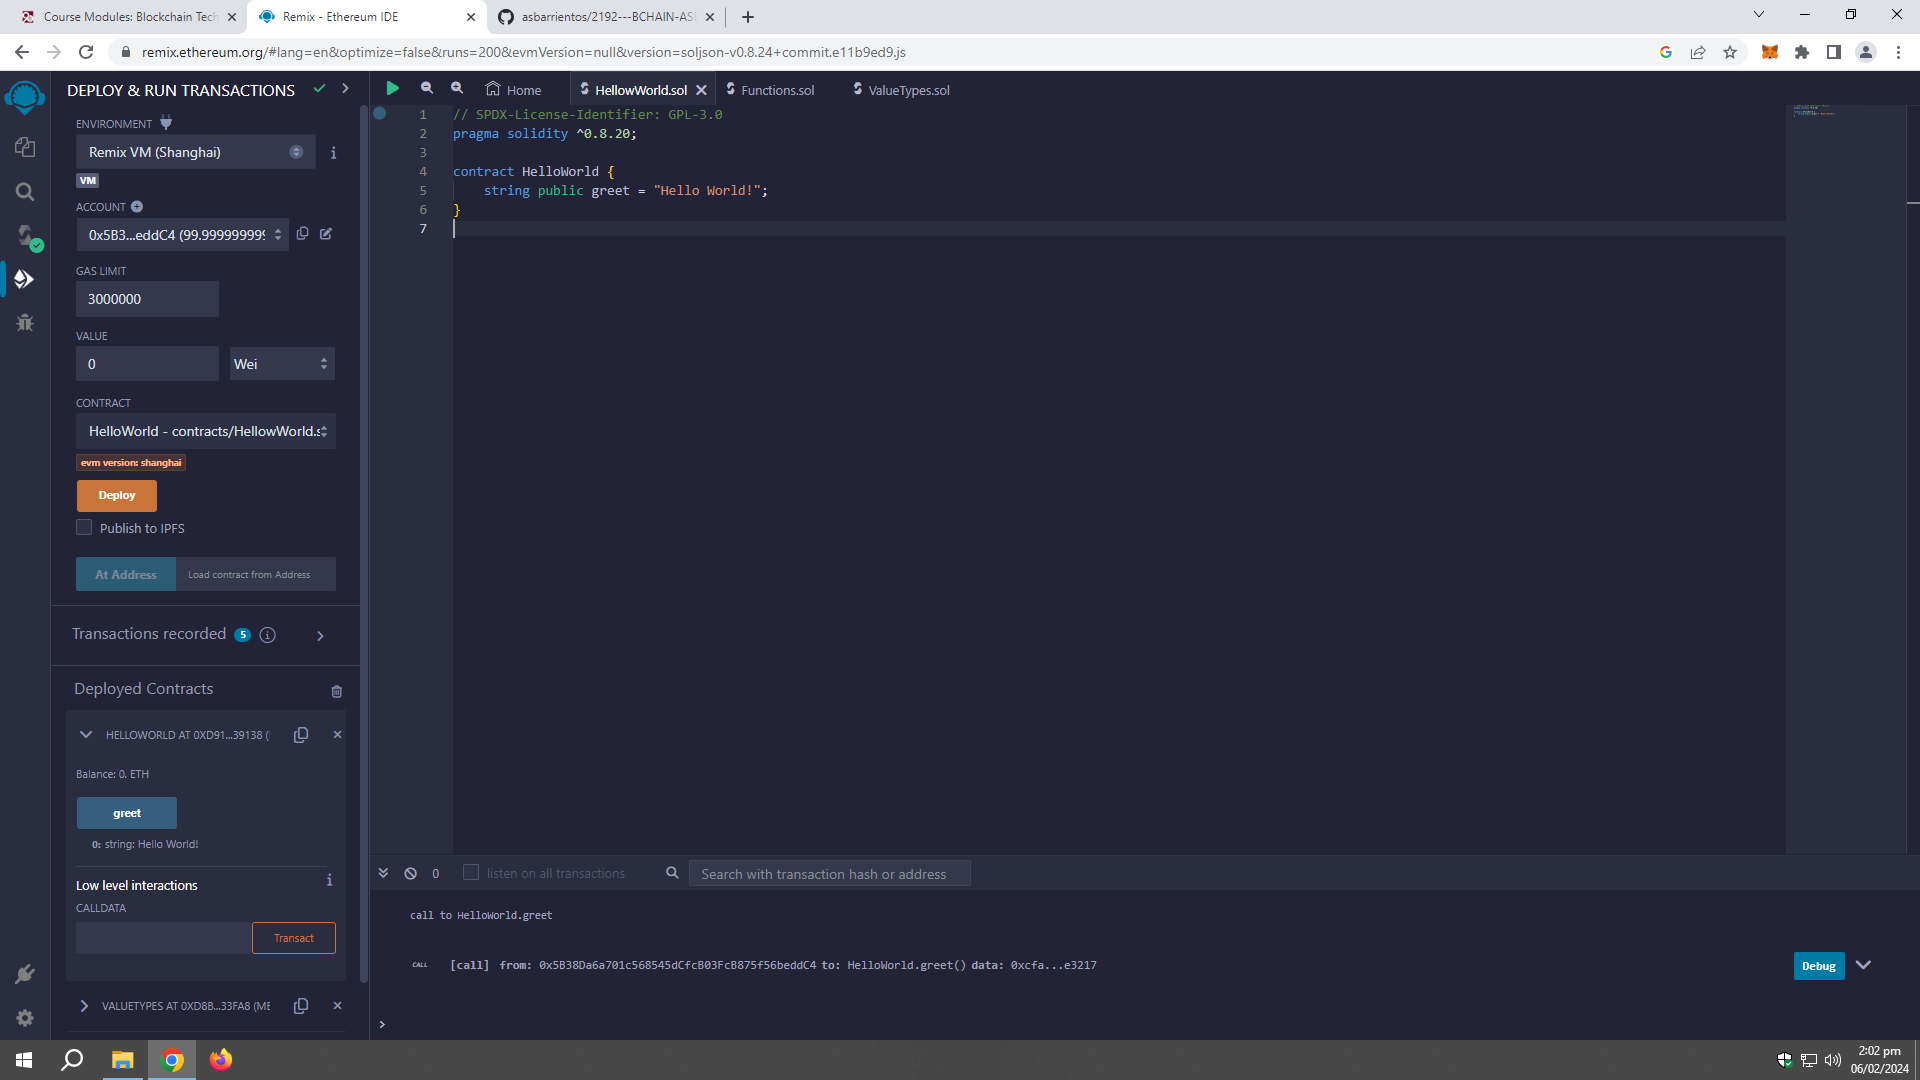 Course Modules: Blockchain Tech
Remix - Ethereum IDE
asbarrientos/2192---BCHAIN-ASE
remix.ethereum.org/#lang=en&optimize=false&runs=200&evmVersion=null&version=soljson-v0.8.24+commit.e11b9ed9.js
DEPLOY & RUN TRANSACTIONS
ENVIRONMENT
Remix VM (Shanghai)
VM
ACCOUNT
0x5B3...eddC4 (99.9999999999
GAS LIMIT
3000000
VALUE
0
Wei
CONTRACT
HelloWorld - contracts/HellowWorld.s
evm version: shanghai
Deploy
Publish to IPFS
At Address
Load contract from Address
Transactions recorded 5
Deployed Contracts
HELLOWORLD AT 0XD91...39138 (
Balance: 0. ETH
greet
0: string: Hello World!
Low level interactions
CALLDATA
Transact
VALUETYPES AT 0XD8B...33FA8 (ME
Home
HellowWorld.sol
Functions.sol
ValueTypes.sol
1 // SPDX-License-Identifier: GPL-3.0
2 pragma solidity ^0.8.20;
3
4 contract HelloWorld {
5 string public greet = "Hello World!";
6 }
7
0
listen on all transactions
Search with transaction hash or address
call to HelloWorld.greet
CALL
[call] from: 0x5B38Da6a701c568545dCfcB03FcB875f56beddC4 to: HelloWorld.greet() data: 0xcfa...e3217
Debug
>
2:02 pm
06/02/2024